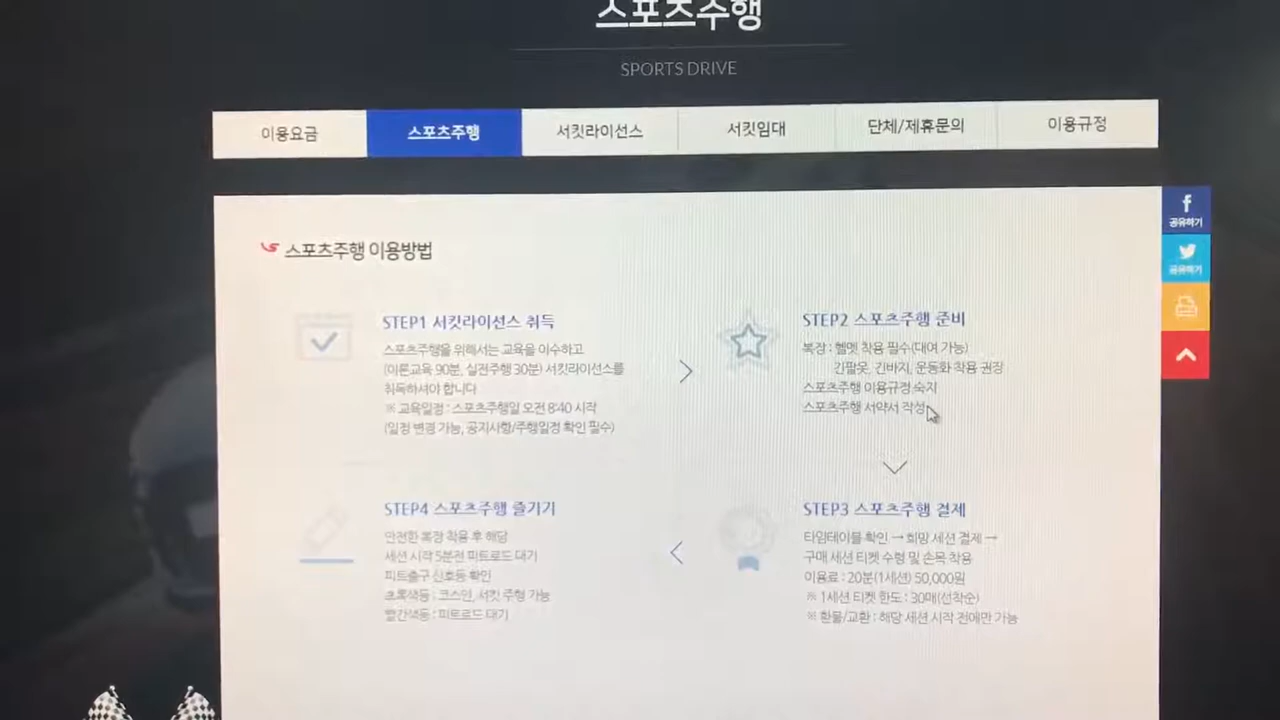 스포츠주행
SPORTS DRIVE
이용요금
스포츠주행
서킷라이선스
서킷임대
단체/제휴문의
이용규정
공유하기
공유하기
스포츠주행 이용방법
STEP1 서킷라이선스 취득
스포츠주행을 위해서는 교육을 이수하고
(이론교육 90분, 실전주행 30분) 서킷라이선스를
취득하셔야 합니다
※ 교육일정 : 스포츠주행일 오전 8:40 시작
(일정 변경 가능, 공지사항/주행일정 확인 필수)
STEP2 스포츠주행 준비
복장 : 헬멧 착용 필수(대여 가능)
긴팔옷, 긴바지, 운동화 착용 권장
스포츠주행 이용규정 숙지
스포츠주행 서약서 작성
STEP4 스포츠주행 즐기기
안전한 복장 착용 후 해당
세션 시작 5분전 피트로드 대기
피트출구 신호등 확인
초록색등 : 코스인, 서킷 주행 가능
빨간색등 : 피트로드 대기
STEP3 스포츠주행 결제
타임테이블 확인 → 희망 세션 결제 →
구매 세션 티켓 수령 및 손목 착용
이용료 : 20분(1세션) 50,000원
※ 1세션 티켓 한도 : 30매(선착순)
※ 환불/교환 : 해당 세션 시작 전에만 가능